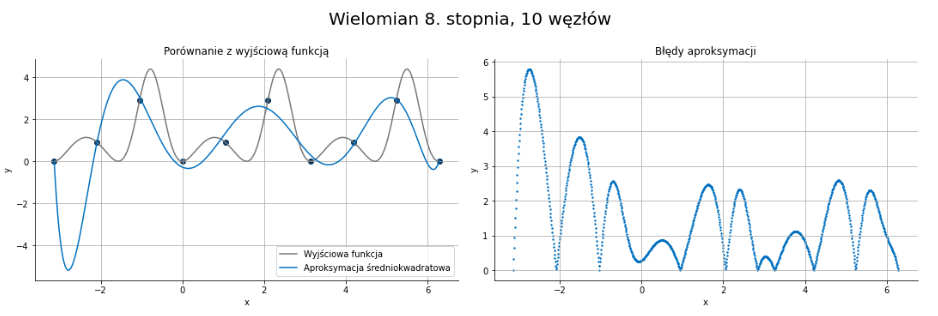 Wielomian 8. stopnia, 10 węzłów
Porównanie z wyjściową funkcją
4
2
0
−2
−4
y
−2
0
2
4
6
x
Wyjściowa funkcja
Aproksymacja średniokwadratowa
Błędy aproksymacji
6
5
4
3
2
1
0
y
−2
0
2
4
6
x